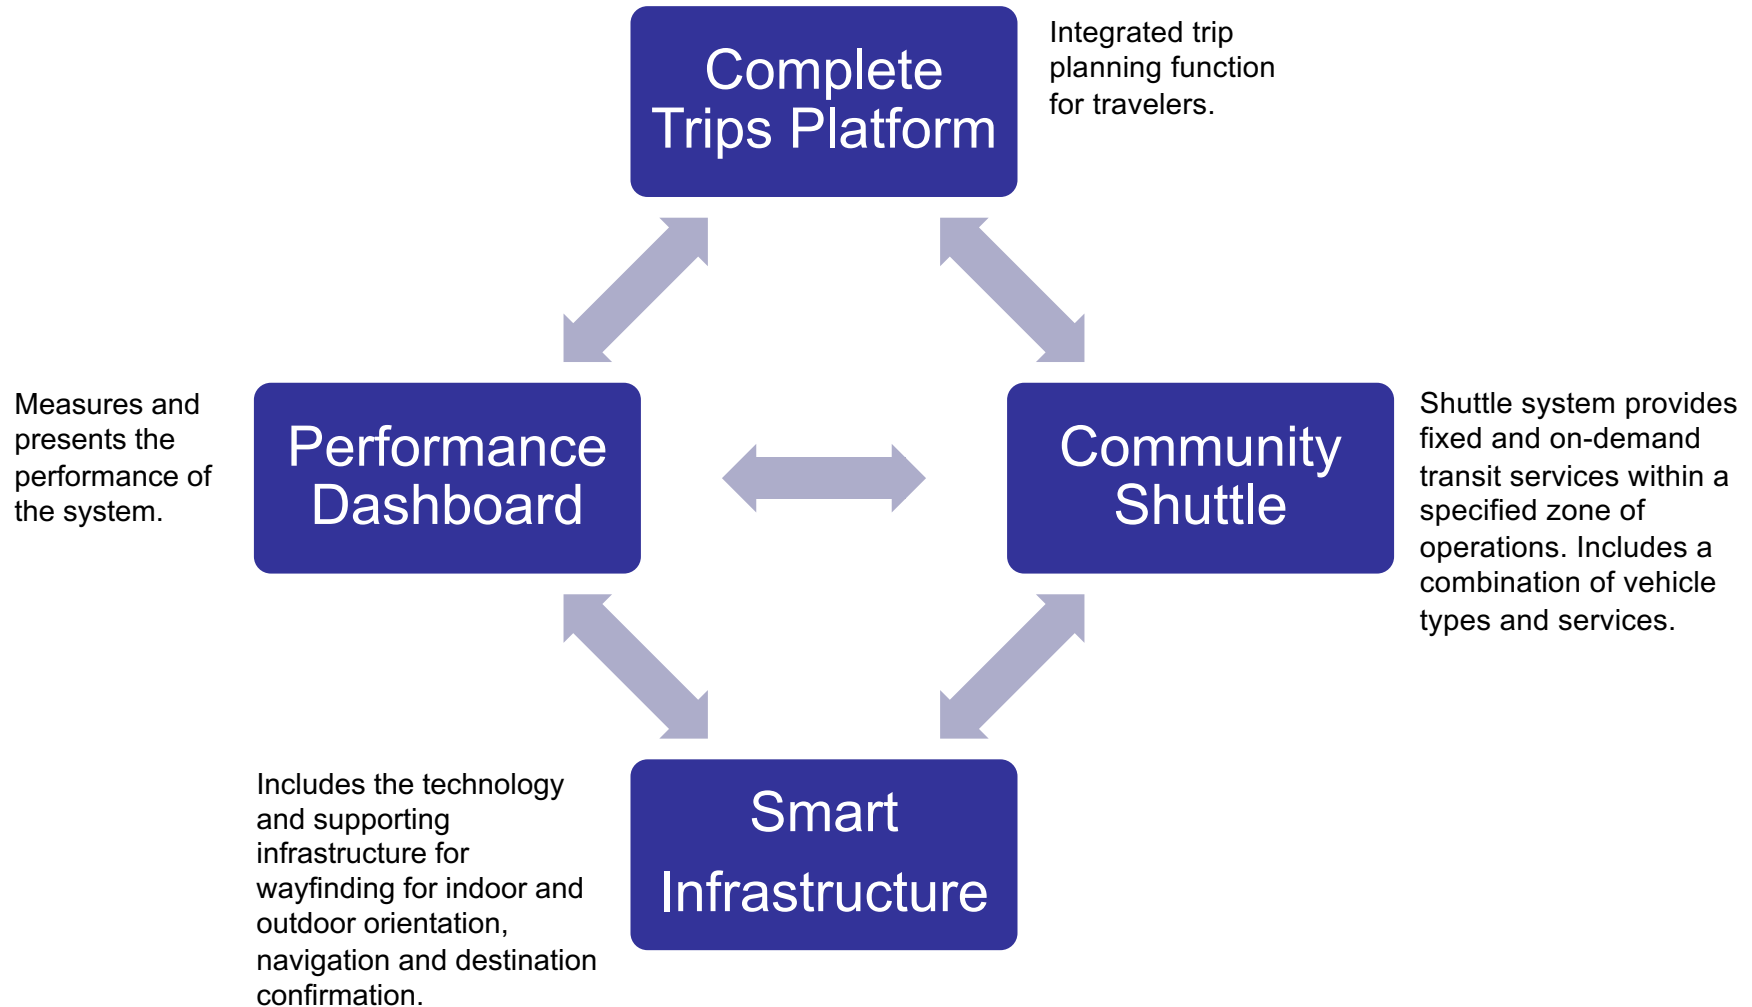 Complete
Trips Platform
Integrated trip
planning function
for travelers.
Measures and
presents the
performance of
the system.
Performance
Dashboard
Community
Shuttle
Shuttle system provides
fixed and on-demand
transit services within a
specified zone of
operations. Includes a
combination of vehicle
types and services.
Includes the technology
and supporting
infrastructure for
wayfinding for indoor and
outdoor orientation,
navigation and destination
confirmation.
Smart
Infrastructure